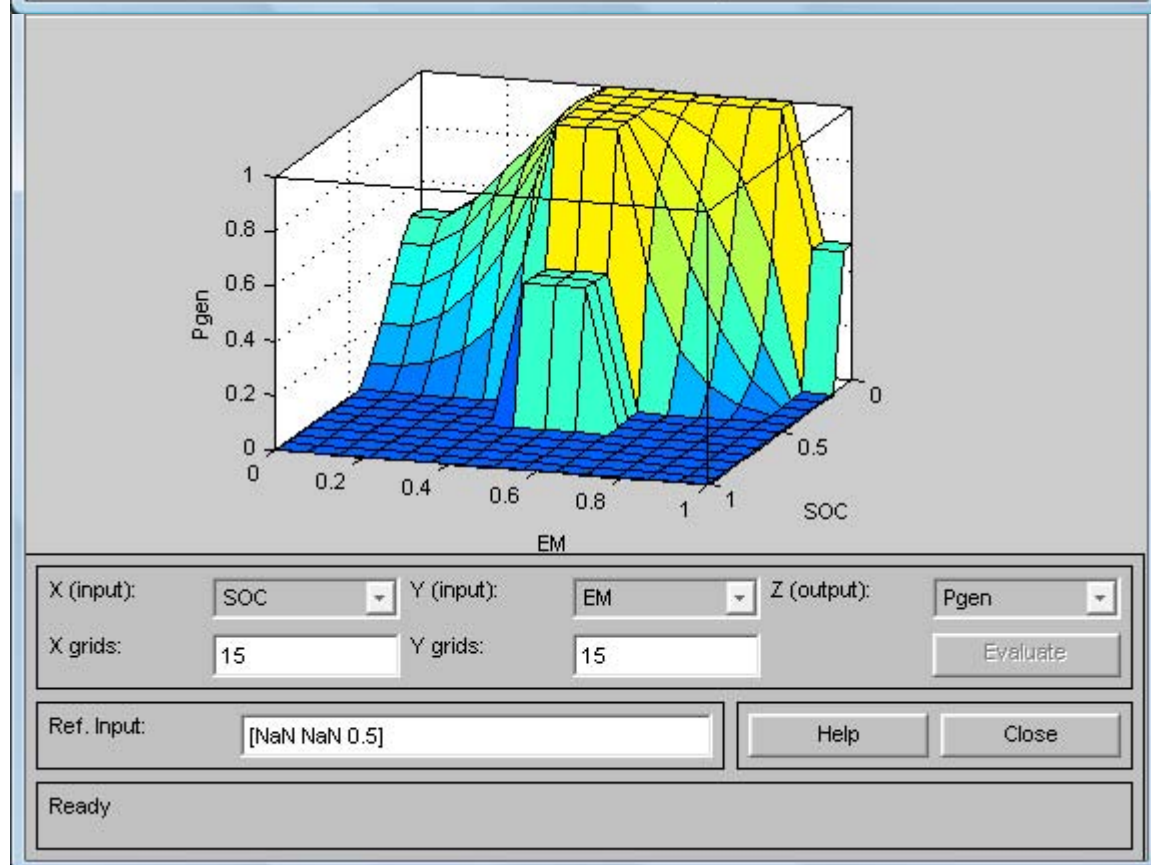 1
0.8
0.6
0.4
0.2
0
Pgen
0
0.2
0.4
0.6
0.8
1
EM
0
0.5
1
SOC
X (input): SOC Y (input): EM Z (output): Pgen
X grids: 15 Y grids: 15 Evaluate
Ref. Input: [NaN NaN 0.5] Help Close
Ready